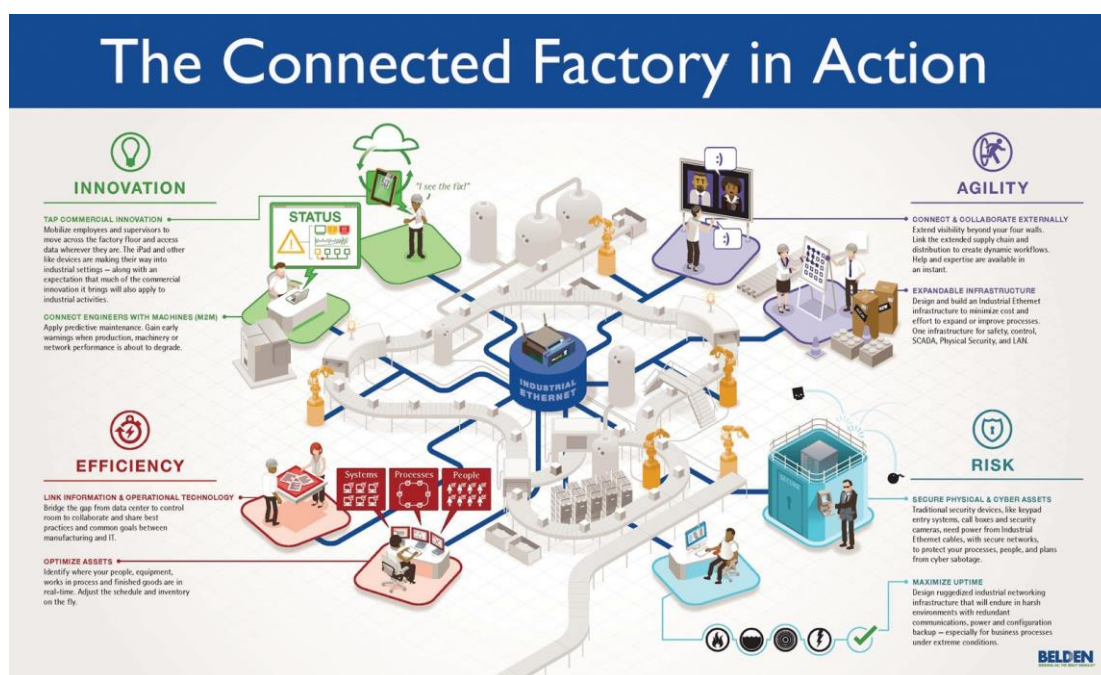 The Connected Factory in Action
INNOVATION
TAP COMMERCIAL INNOVATION
Mobilize employees and supervisors to
move across the factory floor and access
data wherever they are. The iPad and other
like devices are making their way into
industrial settings – along with an
expectation that much of the commercial
innovation it brings will also apply to
industrial activities.
CONNECT ENGINEERS WITH MACHINES (M2M)
Apply predictive maintenance. Gain early
warnings when production, machinery or
network performance is about to degrade.
STATUS
"I see the fix!"
:)
:)
AGILITY
CONNECT & COLLABORATE EXTERNALLY
Extend visibility beyond your four walls.
Link the extended supply chain and
distribution to create dynamic workflows.
Help and expertise are available in
an instant.
EXPANDABLE INFRASTRUCTURE
Design and build an Industrial Ethernet
infrastructure to minimize cost and
effort to expand or improve processes.
One infrastructure for safety, control,
SCADA, Physical Security, and LAN.
INDUSTRIAL
ETHERNET
EFFICIENCY
LINK INFORMATION & OPERATIONAL TECHNOLOGY
Bridge the gap from data center to control
room to collaborate and share best
practices and common goals between
manufacturing and IT.
OPTIMIZE ASSETS
Identify where your people, equipment,
works in process and finished goods are in
real-time. Adjust the schedule and inventory
on the fly.
Systems
Processes
People
SECURE
RISK
SECURE PHYSICAL & CYBER ASSETS
Traditional security devices, like keypad
entry systems, call boxes and security
cameras, need power from Industrial
Ethernet cables, with secure networks,
to protect your processes, people, and plans
from cyber sabotage.
MAXIMIZE UPTIME
Design ruggedized industrial networking
infrastructure that will endure in harsh
environments with redundant
communications, power and configuration
backup – especially for business processes
under extreme conditions.
BELDEN